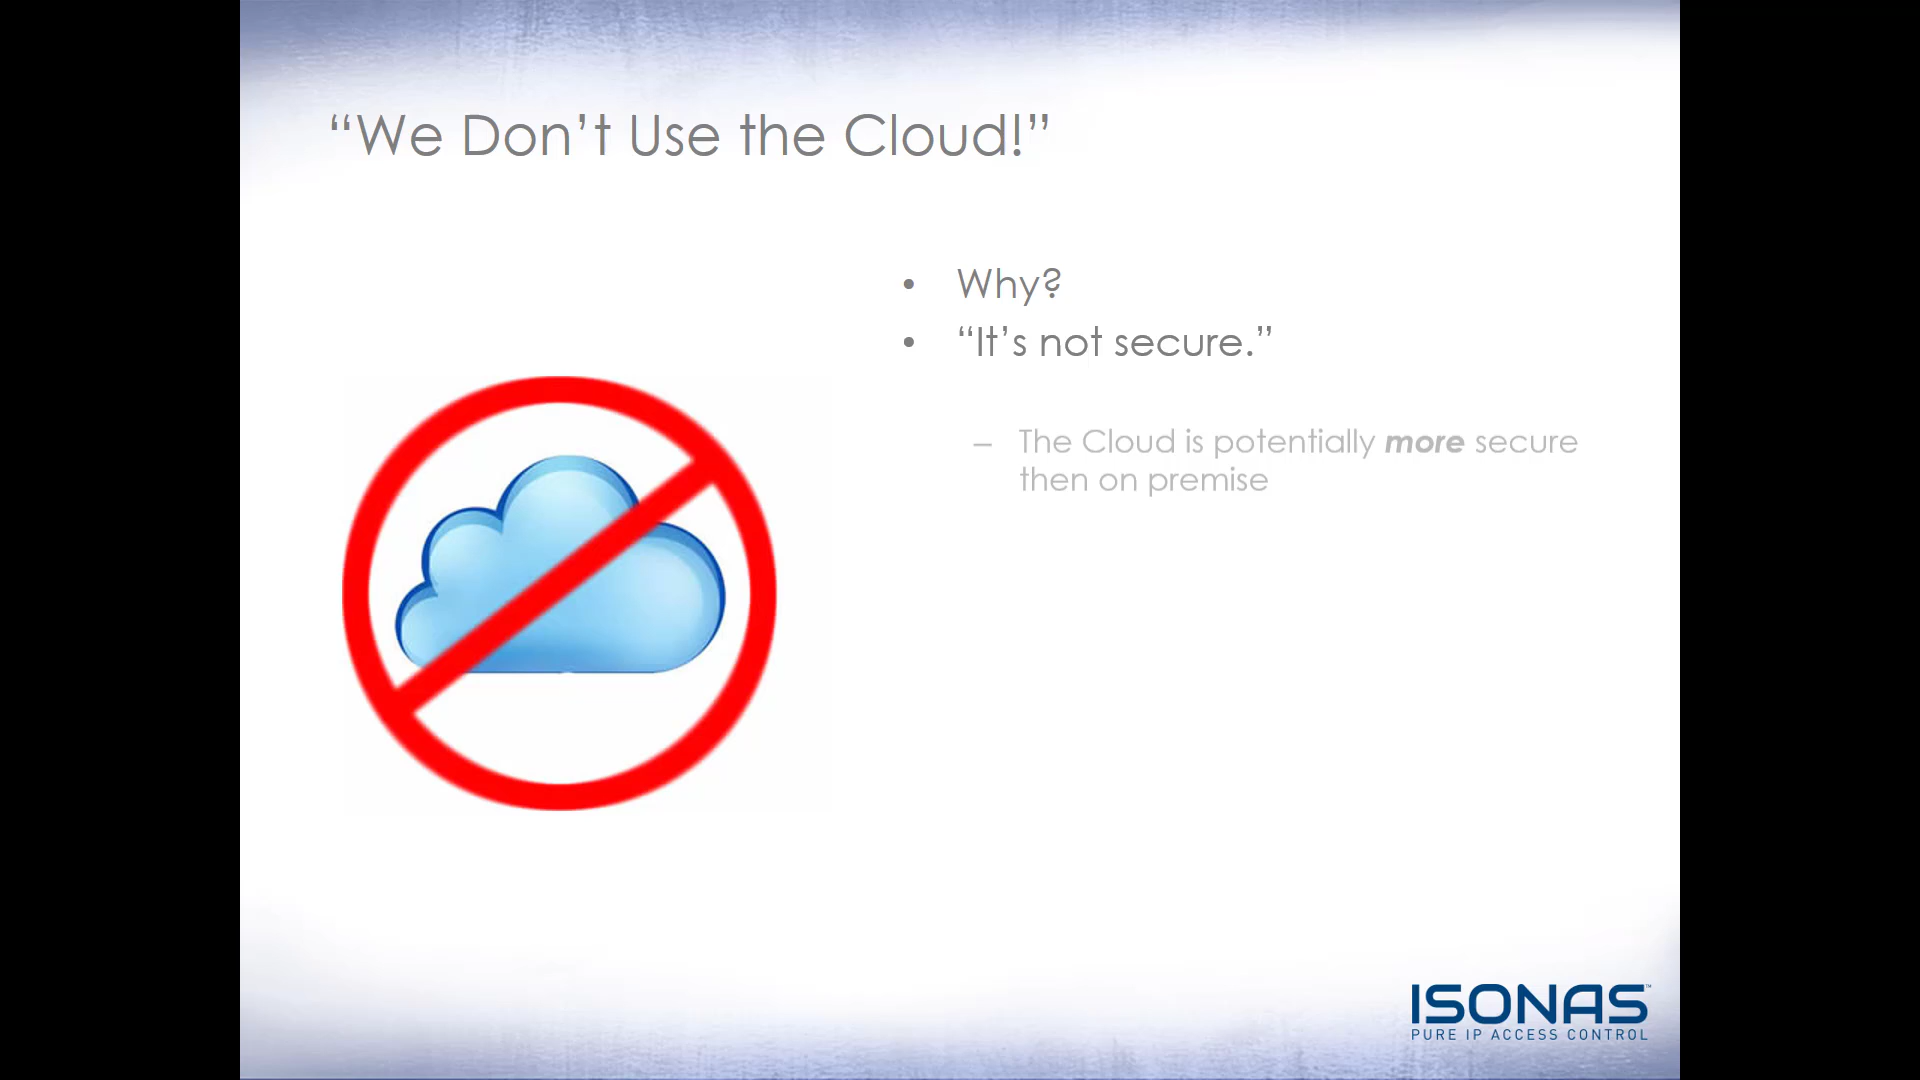 “We Don’t Use the Cloud!”
• Why?
• “It’s not secure.”
– The Cloud is potentially more secure
then on premise
ISONAS™
PURE IP ACCESS CONTROL